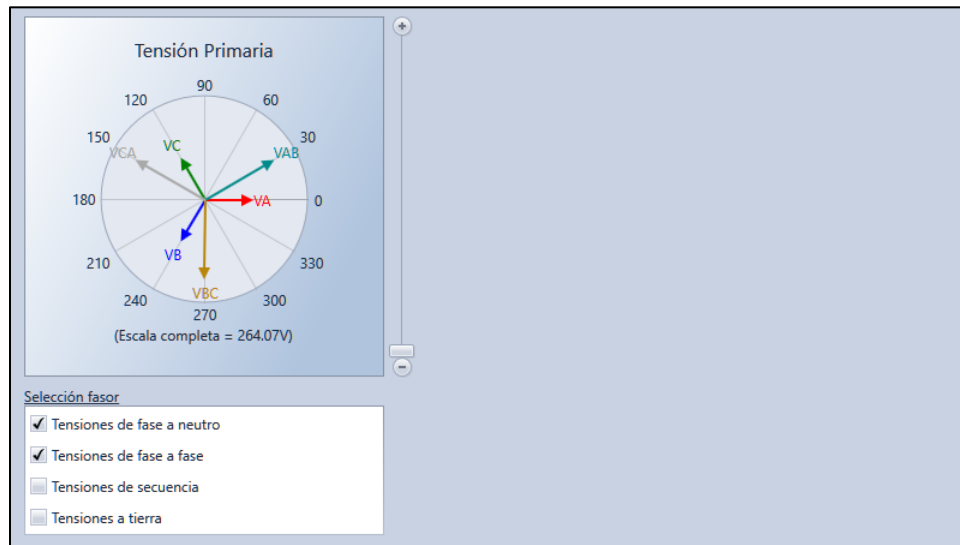 Tensión Primaria
90
120
60
150
30
VC
VCA
VAB
180
VA
0
VB
210
330
VBC
240
300
270
(Escala completa = 264.07V)
Selección fasor
Tensiones de fase a neutro
Tensiones de fase a fase
Tensiones de secuencia
Tensiones a tierra